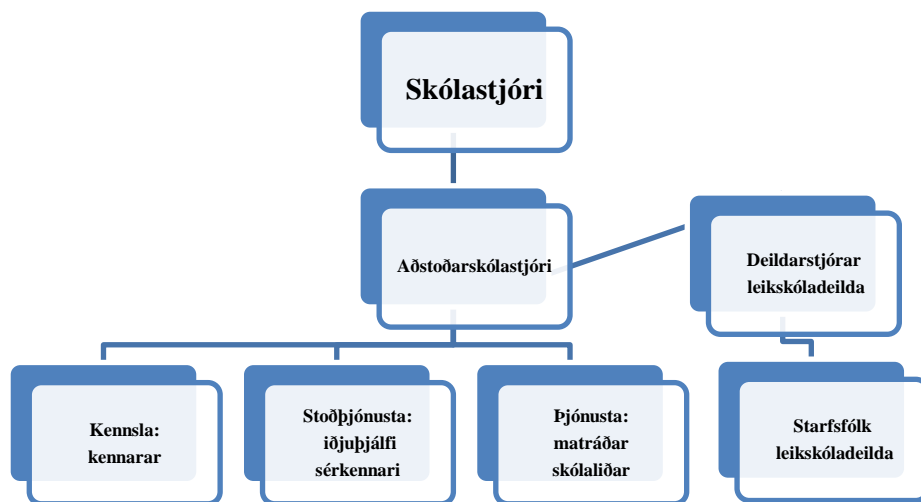 Skólastjóri
Aðstoðarskólastjóri
Deildarstjórar
leikskóladeilda
Kennsla:
kennarar
Stoðþjónusta:
iðjuþjálfi
sérkennari
Þjónusta:
matráðar
skólaliðar
Starfsfólk
leikskóladeilda